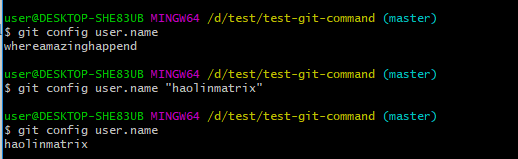 user@DESKTOP-SHE83UB MINGW64 /d/test/test-git-command (master)
$ git config user.name
whereamazinghappend
user@DESKTOP-SHE83UB MINGW64 /d/test/test-git-command (master)
$ git config user.name "haolinmatrix"
user@DESKTOP-SHE83UB MINGW64 /d/test/test-git-command (master)
$ git config user.name
haolinmatrix